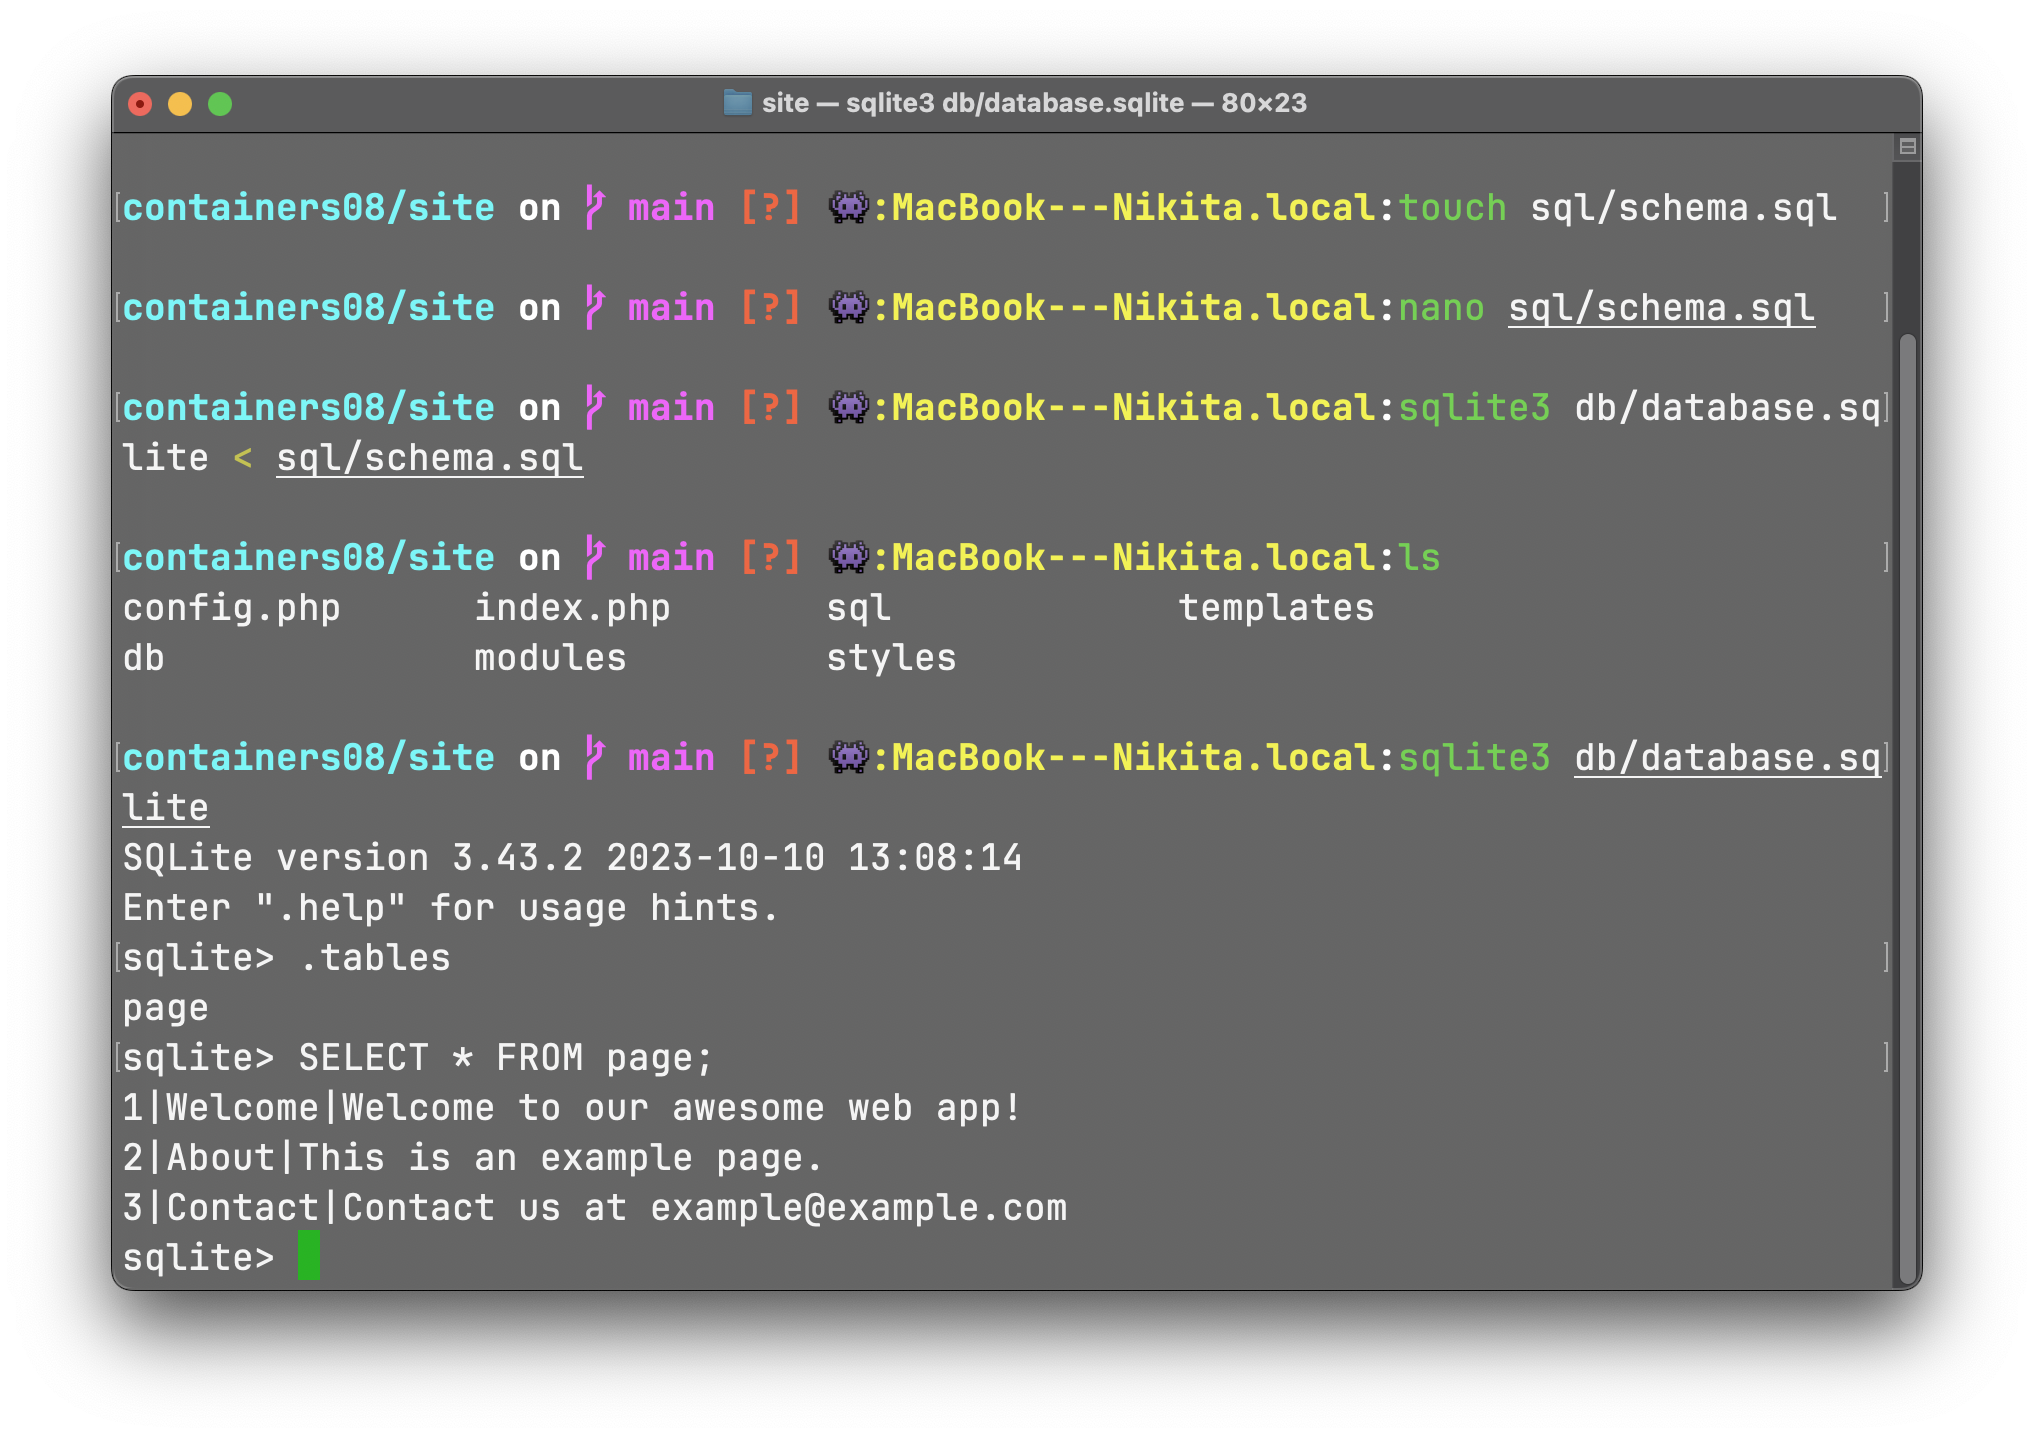 site — sqlite3 db/database.sqlite — 80×23
containers08/site on main [?] 👾:MacBook---Nikita.local:touch sql/schema.sql
containers08/site on main [?] 👾:MacBook---Nikita.local:nano sql/schema.sql
containers08/site on main [?] 👾:MacBook---Nikita.local:sqlite3 db/database.sq
lite < sql/schema.sql
containers08/site on main [?] 👾:MacBook---Nikita.local:ls
config.php index.php sql templates
db modules styles
containers08/site on main [?] 👾:MacBook---Nikita.local:sqlite3 db/database.sq
lite
SQLite version 3.43.2 2023-10-10 13:08:14
Enter ".help" for usage hints.
sqlite> .tables
page
sqlite> SELECT * FROM page;
1|Welcome|Welcome to our awesome web app!
2|About|This is an example page.
3|Contact|Contact us at example@example.com
sqlite>